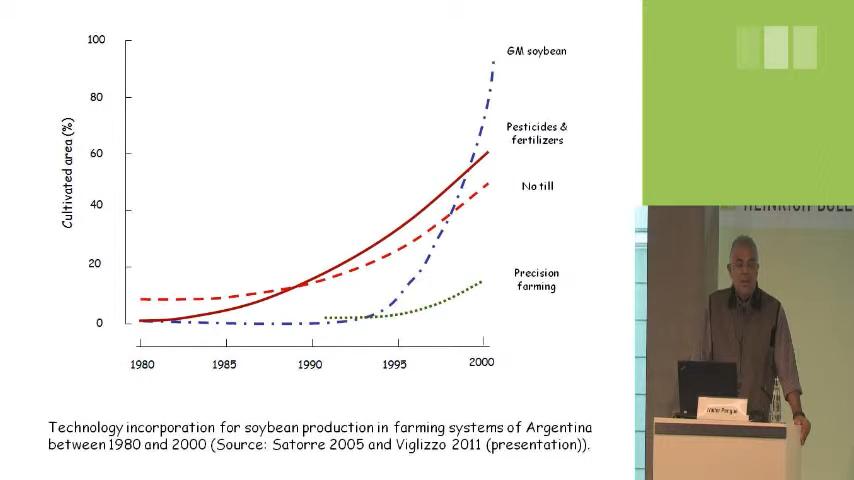 100
80
60
40
20
0
Cultivated area (%)
1980
1985
1990
1995
2000
GM soybean
Pesticides &
fertilizers
No till
Precision
farming
Technology incorporation for soybean production in farming systems of Argentina
between 1980 and 2000 (Source: Satorre 2005 and Viglizzo 2011 (presentation)).
HEINRICH
Pengue